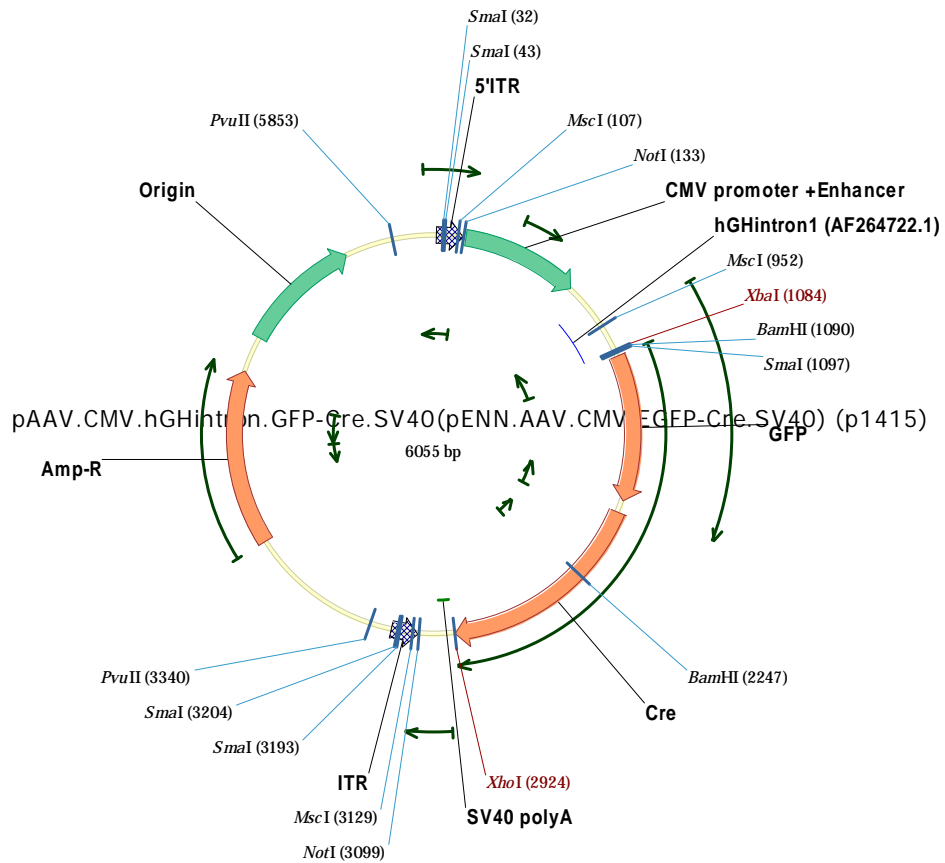 SmaI (32)
SmaI (43)
5'ITR
PvuII (5853)
MscI (107)
NotI (133)
Origin
CMV promoter +Enhancer
hGHintron1 (AF264722.1)
MscI (952)
XbaI (1084)
BamHI (1090)
SmaI (1097)
pAAV.CMV.hGHintron.GFP-Cre.SV40(pENN.AAV.CMV.EGFP-Cre.SV40) (p1415)
GFP
6055 bp
Amp-R
PvuII (3340)
BamHI (2247)
SmaI (3204)
Cre
SmaI (3193)
ITR
XhoI (2924)
MscI (3129)
SV40 polyA
NotI (3099)